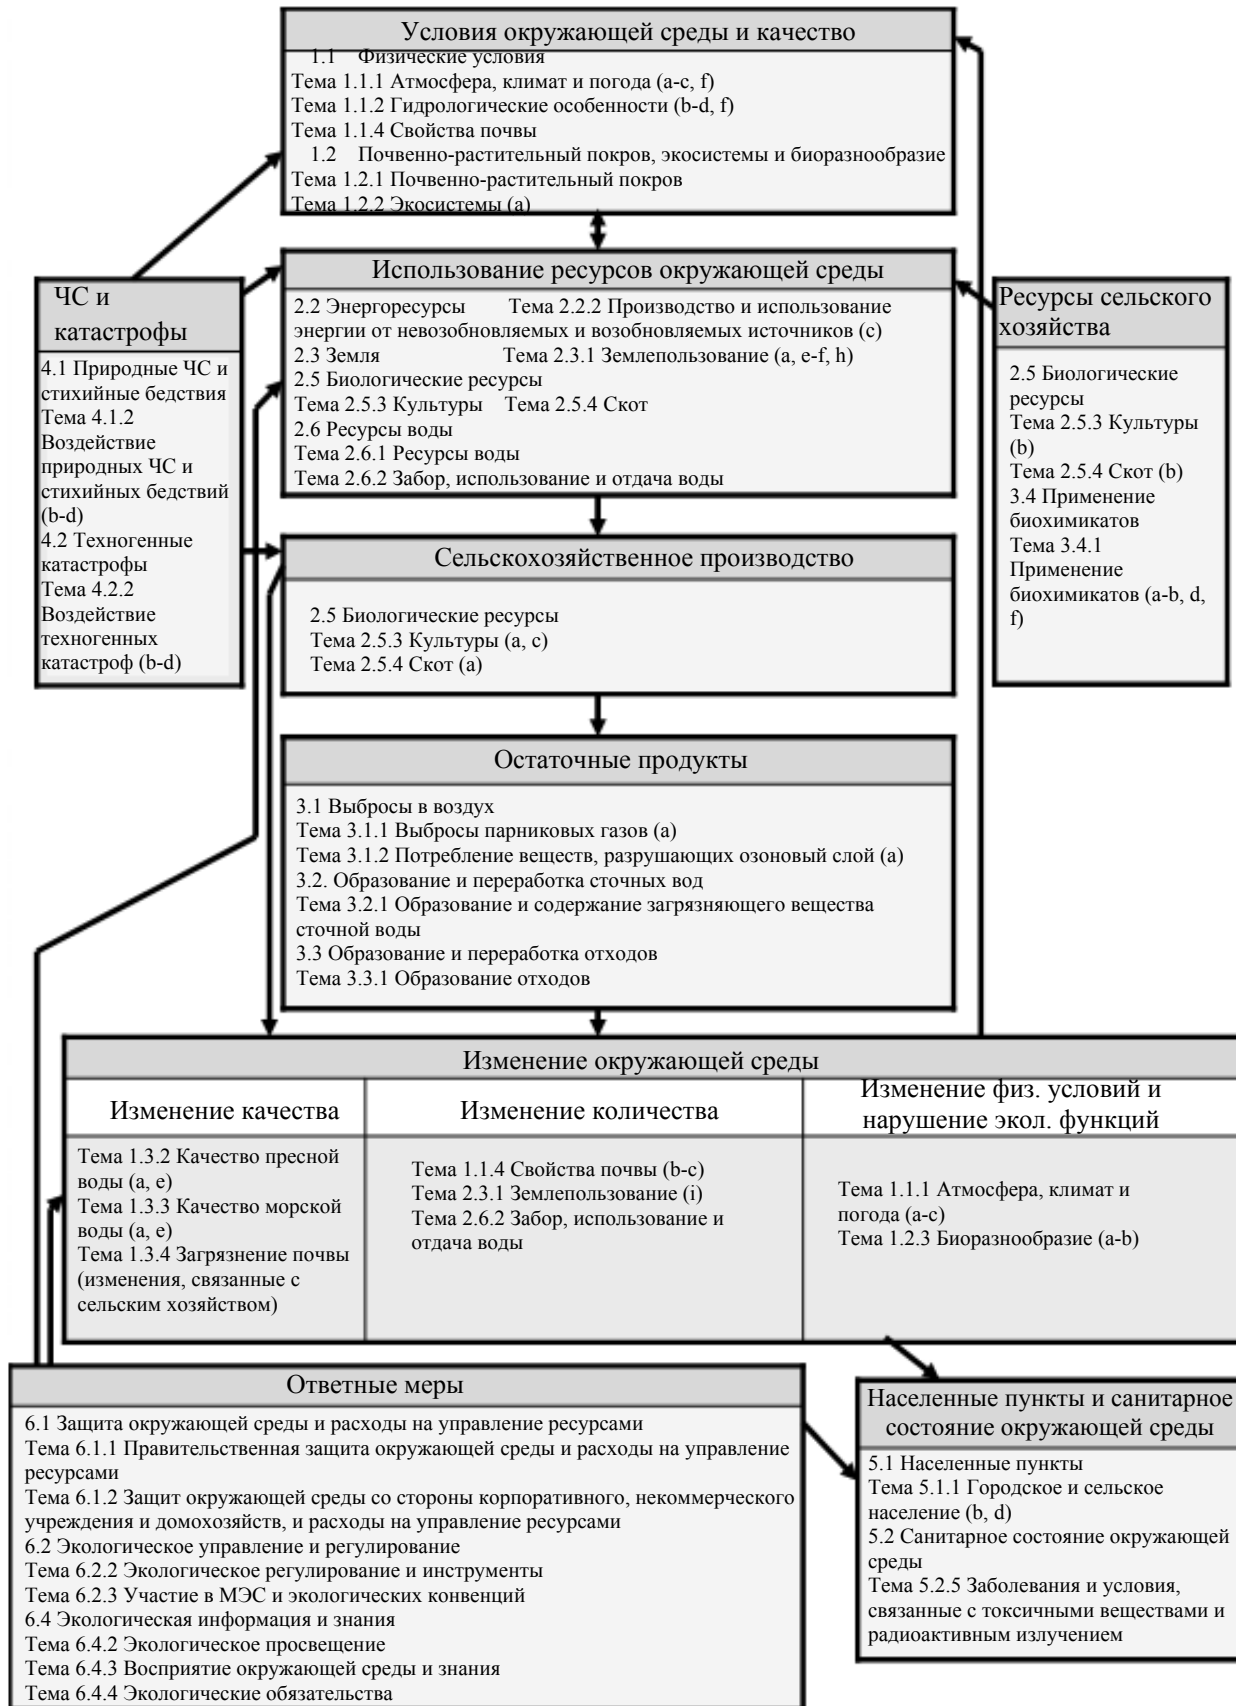 Условия окружающей среды и качество
1.1 Физические условия
Тема 1.1.1 Атмосфера, климат и погода (a-c, f)
Тема 1.1.2 Гидрологические особенности (b-d, f)
Тема 1.1.4 Свойства почвы
1.2 Почвенно-растительный покров, экосистемы и биоразнообразие
Тема 1.2.1 Почвенно-растительный покров
Тема 1.2.2 Экосистемы (a)
ЧС и
катастрофы
4.1 Природные ЧС и
стихийные бедствия
Тема 4.1.2
Воздействие
природных ЧС и
стихийных бедствий
(b-d)
4.2 Техногенные
катастрофы
Тема 4.2.2
Воздействие
техногенных
катастроф (b-d)
Использование ресурсов окружающей среды
2.2 Энергоресурсы Тема 2.2.2 Производство и использование
энергии от невозобновляемых и возобновляемых источников (c)
2.3 Земля Тема 2.3.1 Землепользование (a, e-f, h)
2.5 Биологические ресурсы
Тема 2.5.3 Культуры Тема 2.5.4 Скот
2.6 Ресурсы воды
Тема 2.6.1 Ресурсы воды
Тема 2.6.2 Забор, использование и отдача воды
Ресурсы сельского
хозяйства
2.5 Биологические
ресурсы
Тема 2.5.3 Культуры
(b)
Тема 2.5.4 Скот (b)
3.4 Применение
биохимикатов
Тема 3.4.1
Применение
биохимикатов (a-b, d,
f)
Сельскохозяйственное производство
2.5 Биологические ресурсы
Тема 2.5.3 Культуры (a, c)
Тема 2.5.4 Скот (a)
Остаточные продукты
3.1 Выбросы в воздух
Тема 3.1.1 Выбросы парниковых газов (a)
Тема 3.1.2 Потребление веществ, разрушающих озоновый слой (a)
3.2. Образование и переработка сточных вод
Тема 3.2.1 Образование и содержание загрязняющего вещества
сточной воды
3.3 Образование и переработка отходов
Тема 3.3.1 Образование отходов
Изменение окружающей среды
Изменение качества
Тема 1.3.2 Качество пресной
воды (a, e)
Тема 1.3.3 Качество морской
воды (a, e)
Тема 1.3.4 Загрязнение почвы
(изменения, связанные с
сельским хозяйством)
Изменение количества
Тема 1.1.4 Свойства почвы (b-c)
Тема 2.3.1 Землепользование (i)
Тема 2.6.2 Забор, использование и
отдача воды
Изменение физ. условий и
нарушение экол. функций
Тема 1.1.1 Атмосфера, климат и
погода (a-c)
Тема 1.2.3 Биоразнообразие (a-b)
Ответные меры
6.1 Защита окружающей среды и расходы на управление ресурсами
Тема 6.1.1 Правительственная защита окружающей среды и расходы на управление
ресурсами
Тема 6.1.2 Защит окружающей среды со стороны корпоративного, некоммерческого
учреждения и домохозяйств, и расходы на управление ресурсами
6.2 Экологическое управление и регулирование
Тема 6.2.2 Экологическое регулирование и инструменты
Тема 6.2.3 Участие в МЭС и экологических конвенций
6.4 Экологическая информация и знания
Тема 6.4.2 Экологическое просвещение
Тема 6.4.3 Восприятие окружающей среды и знания
Тема 6.4.4 Экологические обязательства
Населенные пункты и санитарное
состояние окружающей среды
5.1 Населенные пункты
Тема 5.1.1 Городское и сельское
население (b, d)
5.2 Санитарное состояние окружающей
среды
Тема 5.2.5 Заболевания и условия,
связанные с токсичными веществами и
радиоактивным излучением